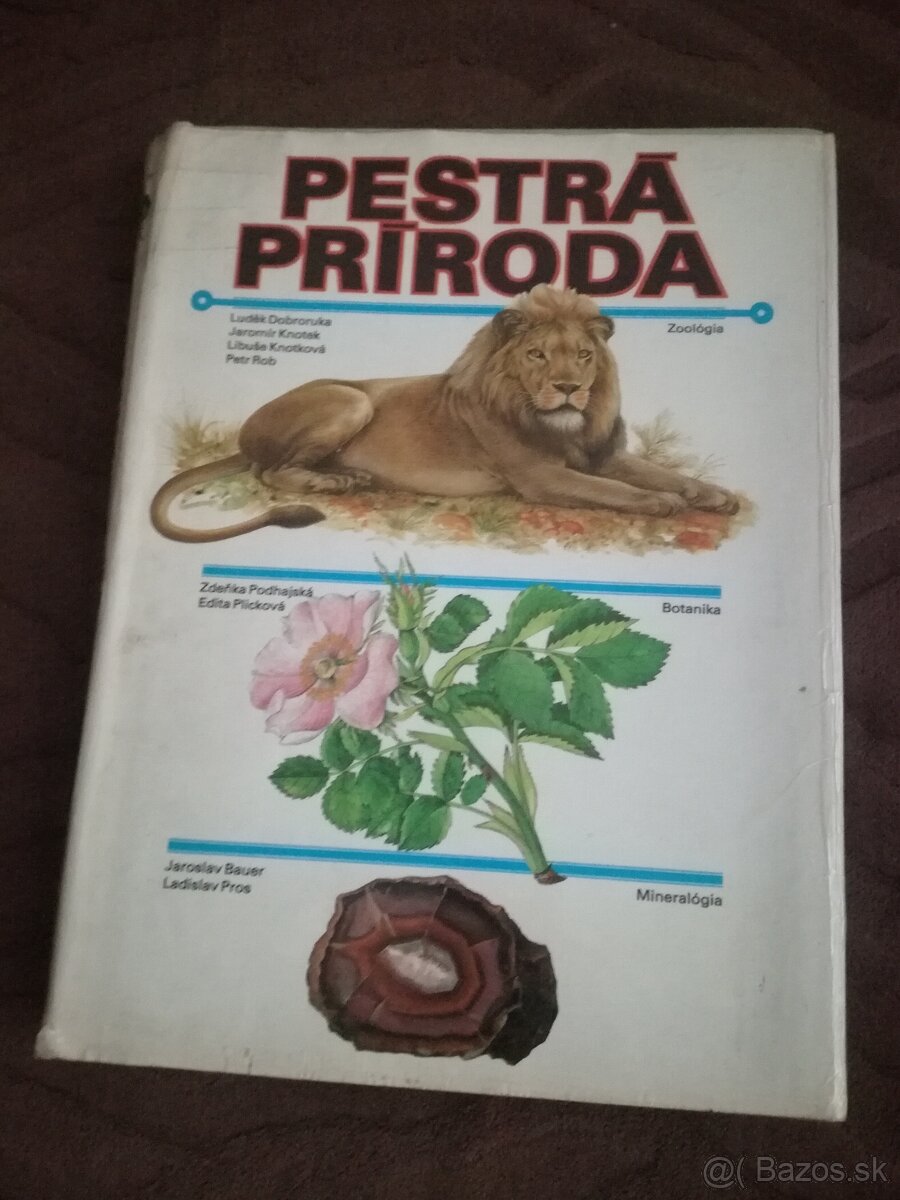 PESTRÁ
PRÍRODA
Luděk Dobroruka
Jaromír Knotek
Libuše Knotková
Petr Rob
Zoológia
Zdeňka Podhajská
Edita Plicková
Botanika
Jaroslav Bauer
Ladislav Pros
Mineralógia
@( Bazos.sk